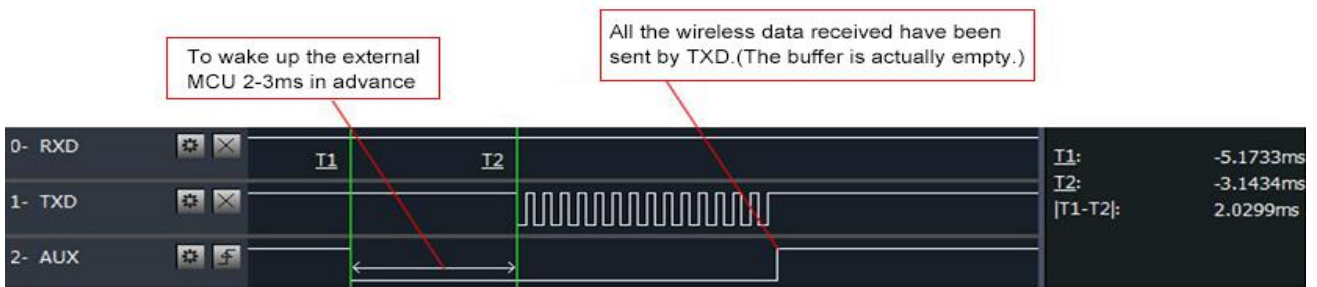 To wake up the external
MCU 2-3ms in advance
All the wireless data received have been
sent by TXD.(The buffer is actually empty.)
0- RXD
T1
T2
1- TXD
2- AUX
T1: -5.1733ms
T2: -3.1434ms
|T1-T2|: 2.0299ms